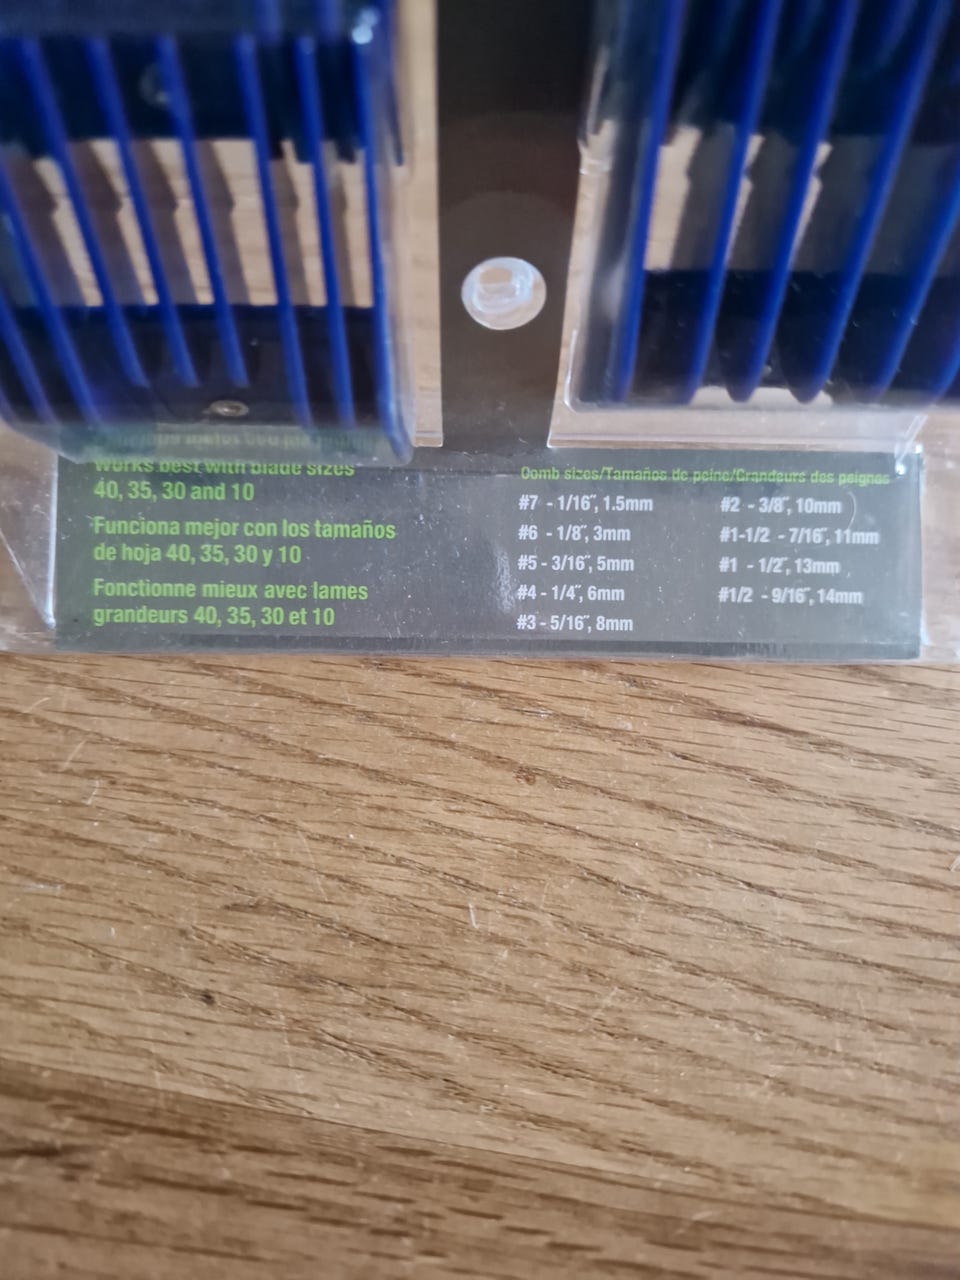 Works best with blade sizes
40, 35, 30 and 10
Funciona mejor con los tamaños
de hoja 40, 35, 30 y 10
Fonctionne mieux avec lames
grandeurs 40, 35, 30 et 10
Comb sizes/Tamaños de peine/Grandeurs des peignes
#7 - 1/16″, 1.5mm
#6 - 1/8″, 3mm
#5 - 3/16″, 5mm
#4 - 1/4″, 6mm
#3 - 5/16″, 8mm
#2 - 3/8″, 10mm
#1-1/2 - 7/16″, 11mm
#1 - 1/2″, 13mm
#1/2 - 9/16″, 14mm